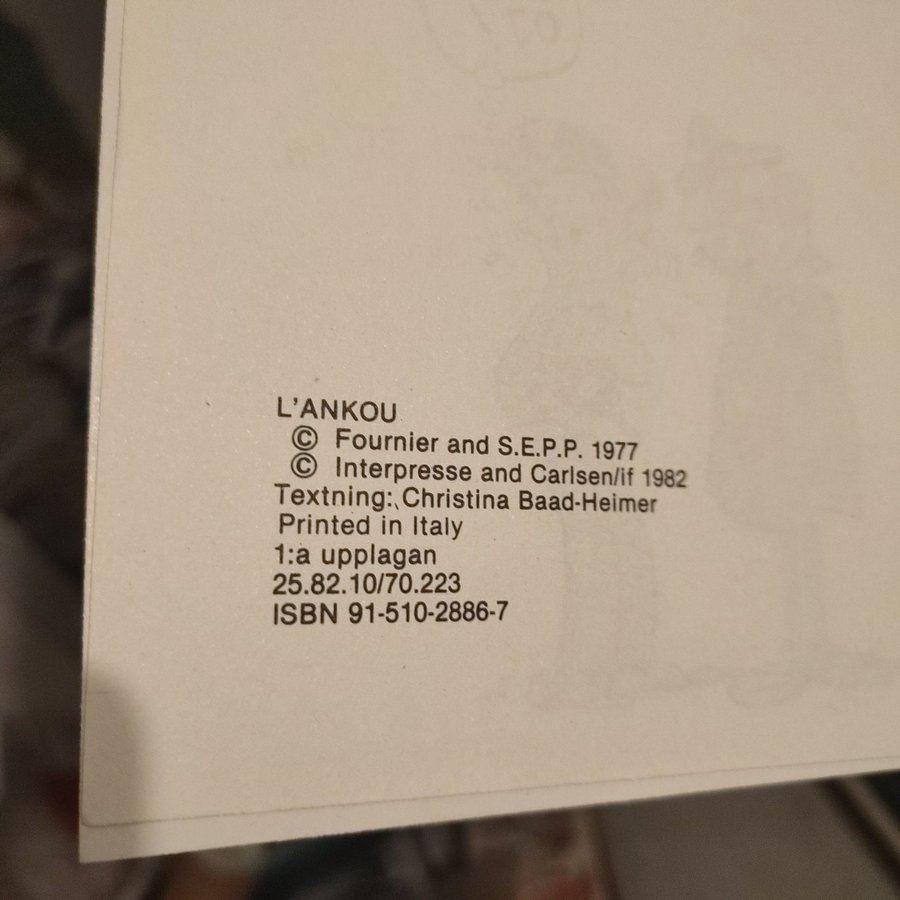 L'ANKOU
© Fournier and S.E.P.P. 1977
© Interpresse and Carlsen/if 1982
Textning: Christina Baad-Heimer
Printed in Italy
1:a upplagan
25.82.10/70.223
ISBN 91-510-2886-7